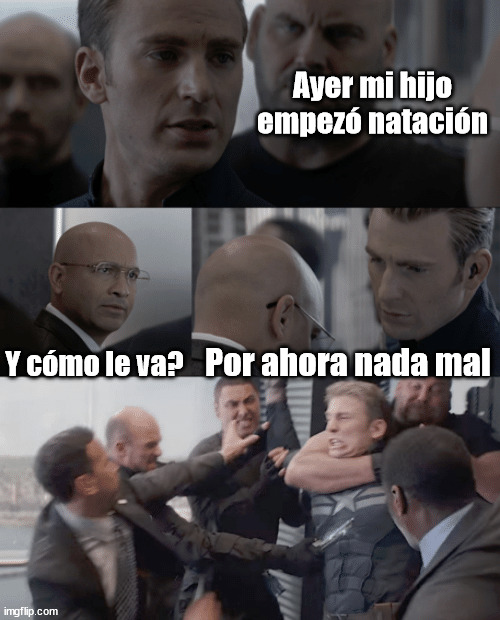 Ayer mi hijo
empezó natación
Y cómo le va?
Por ahora nada mal
imgflip.com